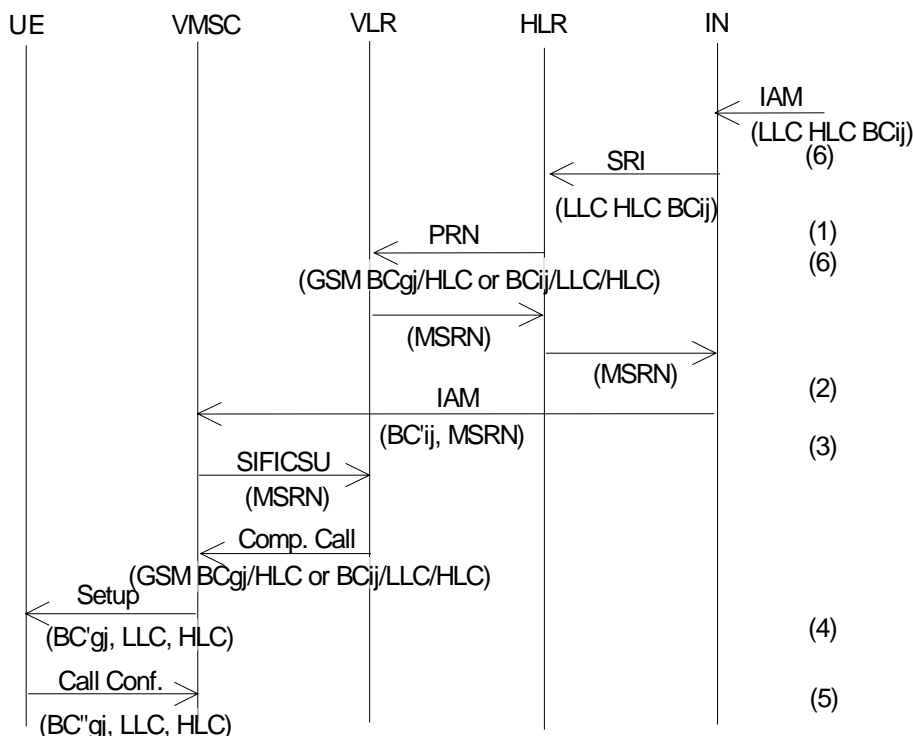 UE VMSC VLR HLR IN
IAM
(LLC HLC BCij)
(6)
SRI
(LLC HLC BCij)
(1)
PRN
(6)
(GSM BCgj/HLC or BCij/LLC/HLC)
(MSRN)
(MSRN)
(2)
IAM
(BC'ij, MSRN)
(3)
SIFICSU
(MSRN)
Comp. Call
(GSM BCgj/HLC or BCij/LLC/HLC)
Setup
(BC'gj, LLC, HLC)
(4)
Call Conf.
(5)
(BC"gj, LLC, HLC)